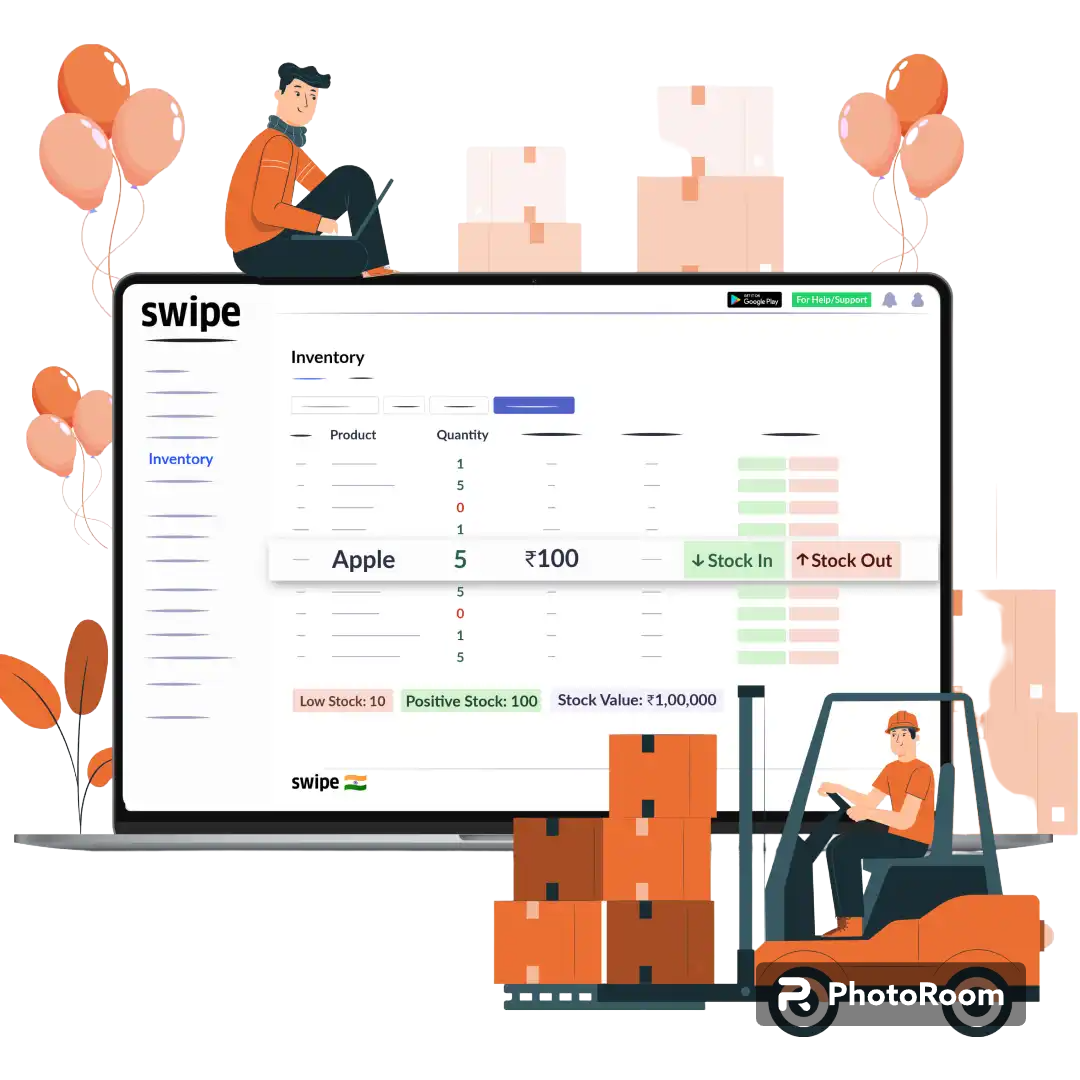 swipe
GET IT ON
Google Play
For Help/Support
Inventory
Product Quantity
1
5
Inventory
0
1
Apple 5 ₹100 ↓ Stock In ↑ Stock Out
5
0
1
5
Low Stock: 10 Positive Stock: 100 Stock Value: ₹1,00,000
swipe
PhotoRoom